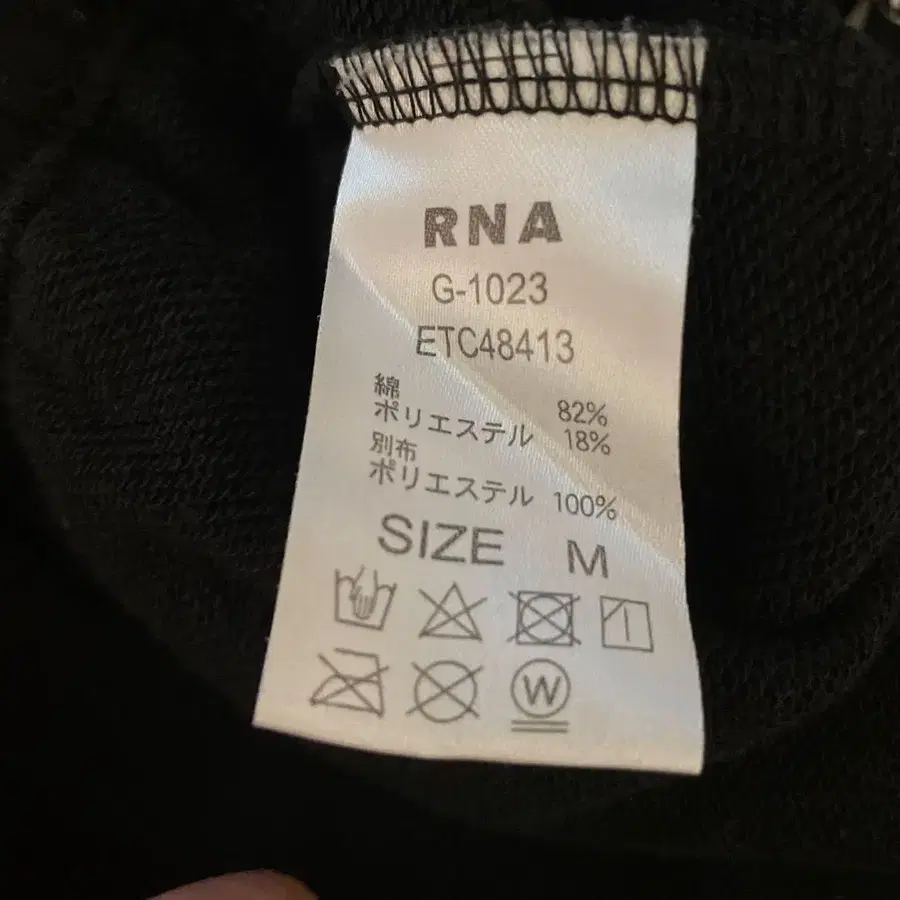 RNA
G-1023
ETC48413
綿 82%
ポリエステル 18%
別布
ポリエステル 100%
SIZE M
W